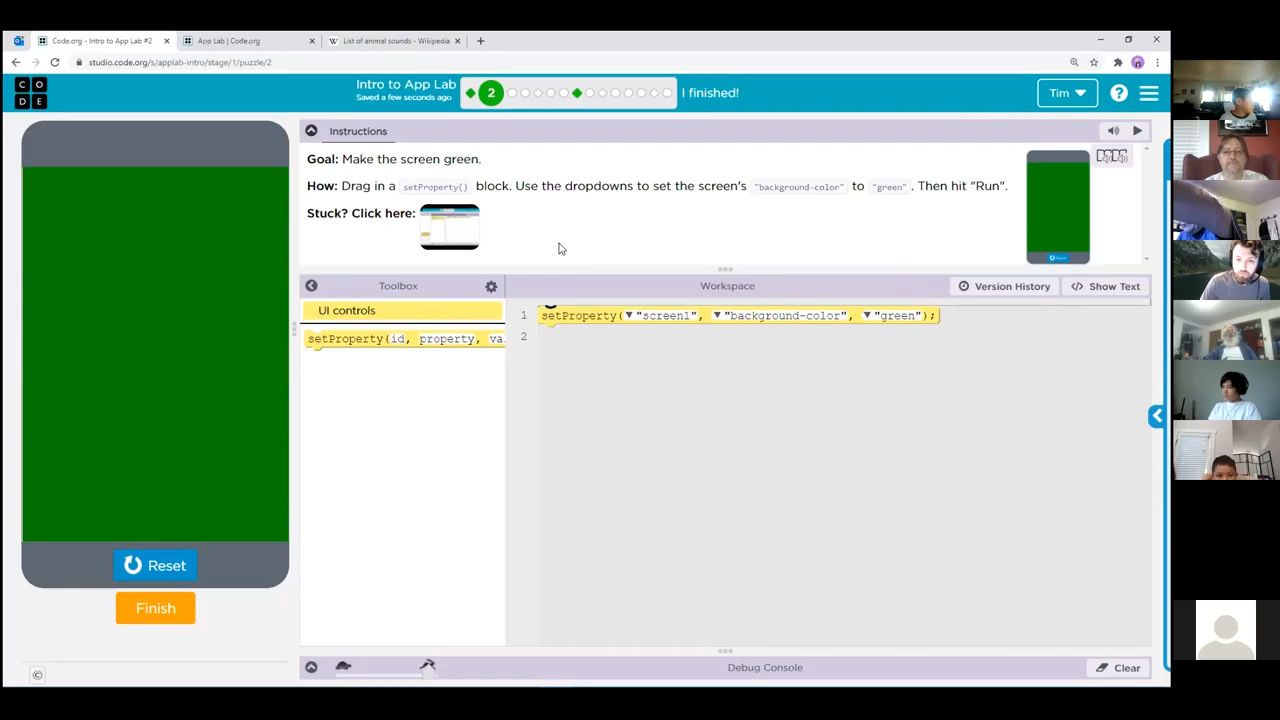 Code.org - Intro to App Lab #2
App Lab | Code.org
List of animal sounds - Wikipedia
studio.code.org/s/applab-intro/stage/1/puzzle/2
C O
D E
Intro to App Lab
Saved a few seconds ago
2
I finished!
Tim
?
Instructions
Goal: Make the screen green.
How: Drag in a setProperty() block. Use the dropdowns to set the screen's "background-color" to "green". Then hit "Run".
Stuck? Click here:
Reset
Toolbox
Workspace
Version History
Show Text
UI controls
setProperty(id, property, va
1 setProperty("screen1", "background-color", "green");
2
Reset
Finish
Debug Console
Clear